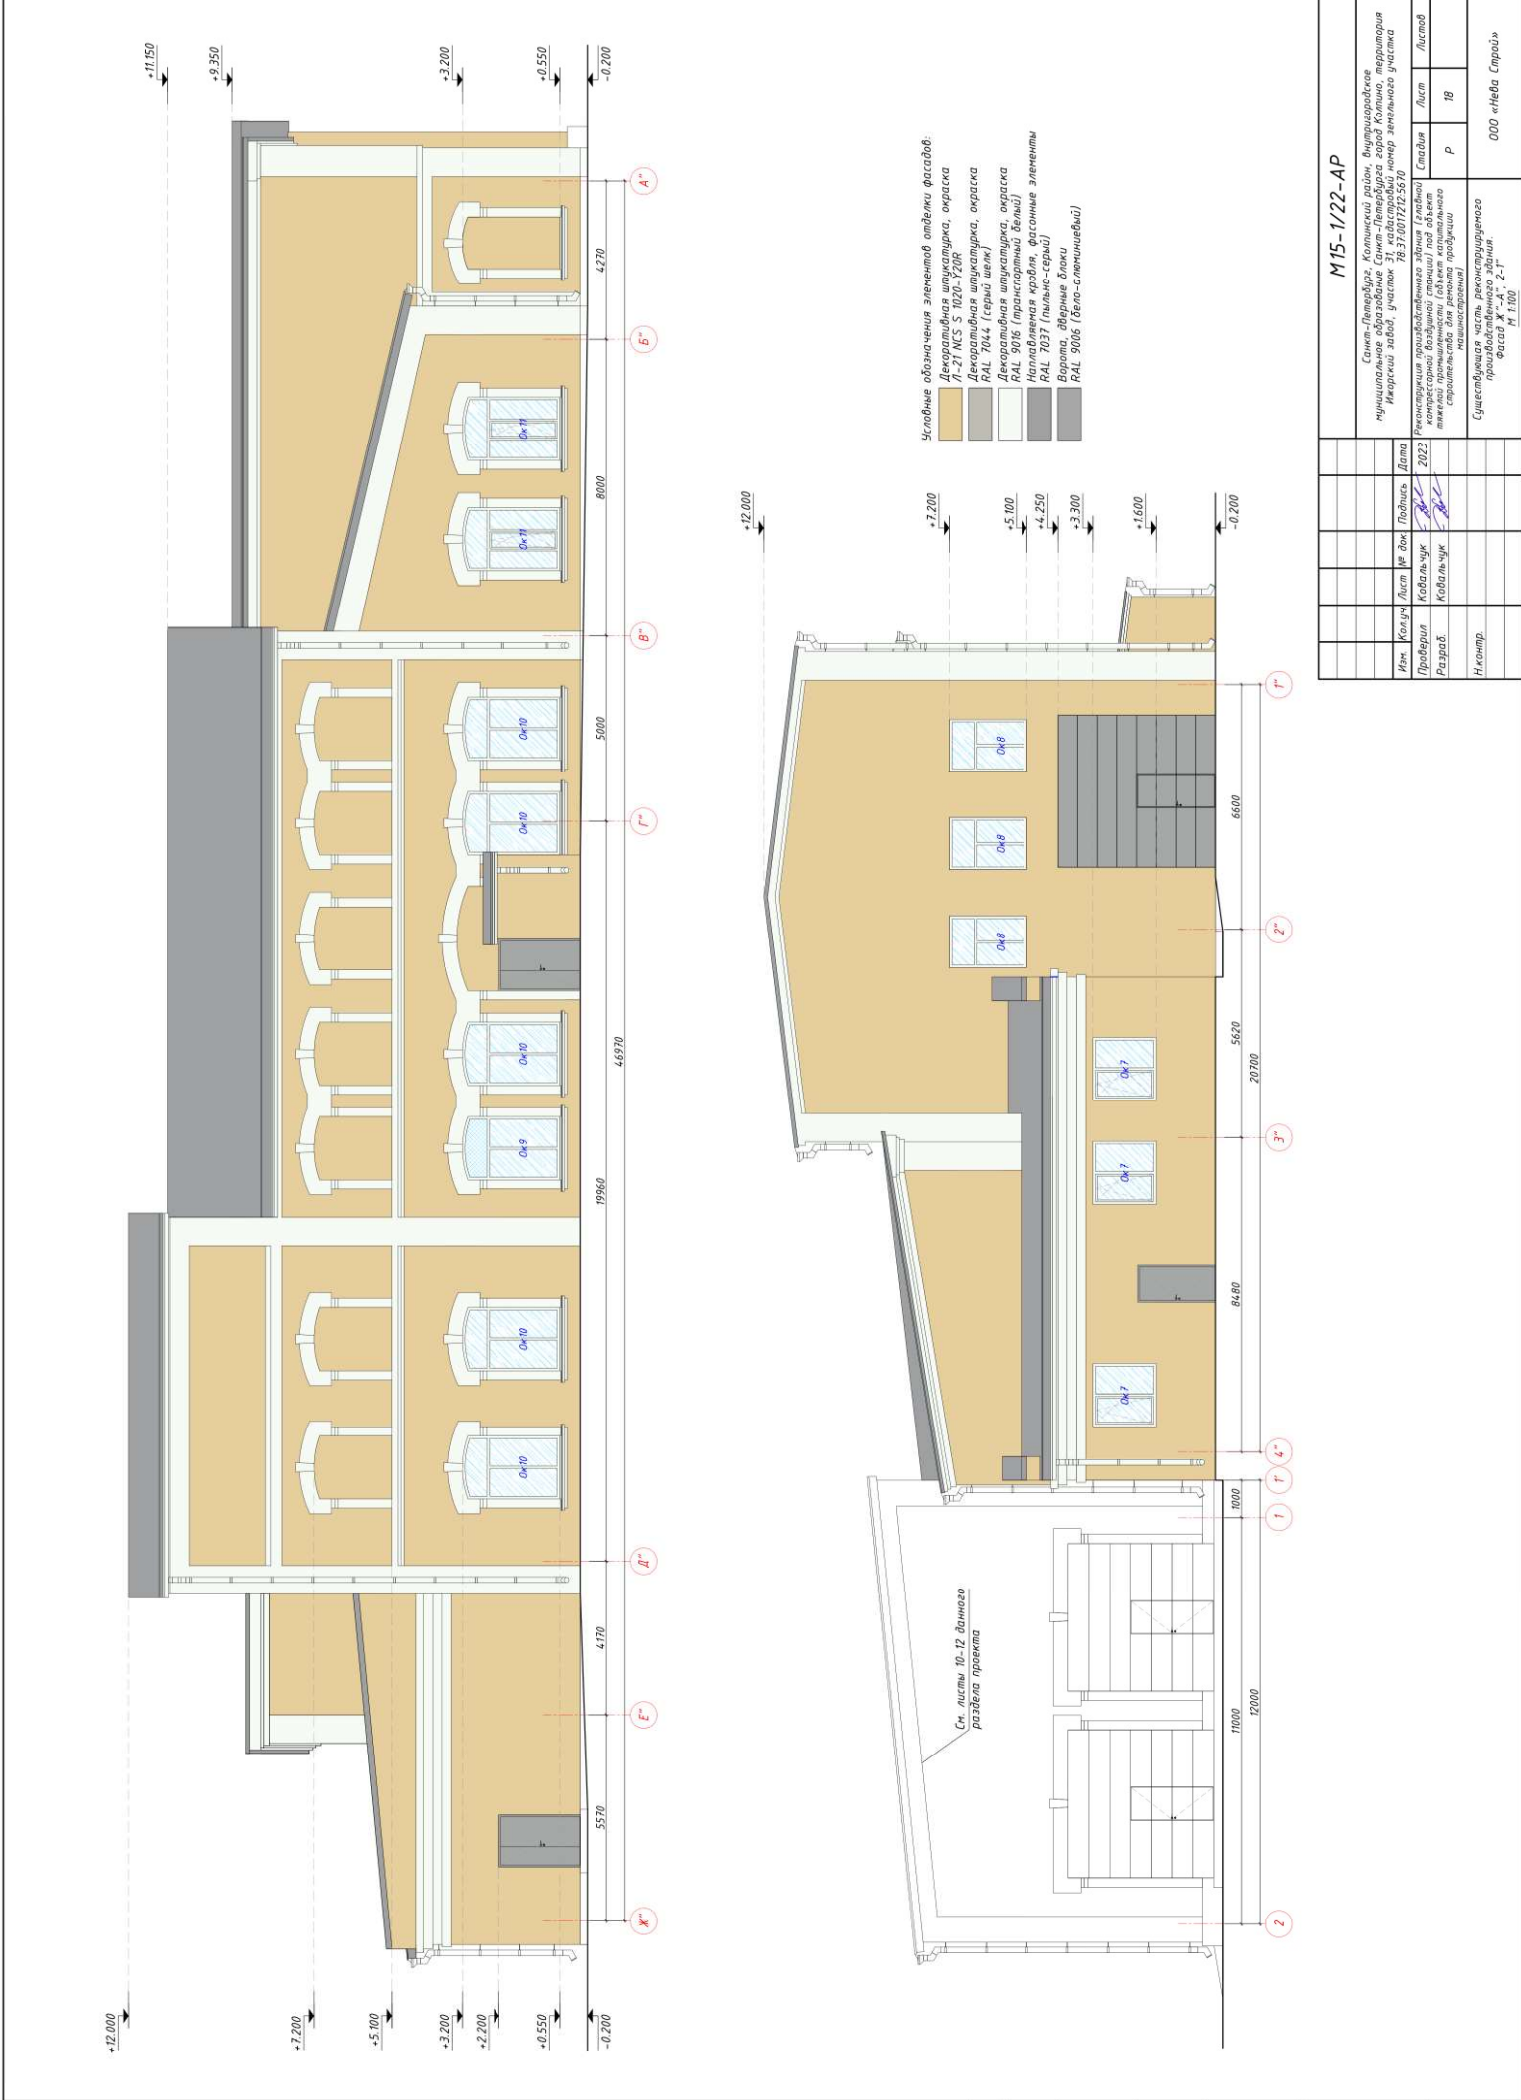 +12.000
+7.200
+5.100
+3.200
+2.200
+0.550
-0.200
+11.150
+9.350
+3.200
+0.550
-0.200
Ок10
Ок10
Ок9
Ок10
Ок10
Ок10
Ок11
Ок11
5570
4170
19960
5000
8000
4270
46970
Ж"
Е"
Д"
Г"
В"
Б"
А"
См. листы 10-12 данного
раздела проекта
Ок7
Ок7
Ок7
Ок8
Ок8
Ок8
+12.000
+7.200
+5.100
+4.250
+3.300
+1.600
-0.200
11000
1000
8480
5620
6600
12000
20700
2
1
1'
4"
3"
2"
1"
Условные обозначения элементов отделки фасадов:
Декоративная штукатурка, окраска
Л-21 NCS S 1020-Y20R
Декоративная штукатурка, окраска
RAL 7044 (серый шелк)
Декоративная штукатурка, окраска
RAL 9016 (транспортный белый)
Наплавляемая кровля, фасонные элементы
RAL 7037 (пыльно-серый)
Ворота, дверные блоки
RAL 9006 (бело-алюминиевый)
М15-1/22-АР
Санкт-Петербург, Колпинский район, внутригородское
муниципальное образование Санкт-Петербурга город Колпино, территория
Ижорский завод, участок 31, кадастровый номер земельного участка
78:37:0017212:5670
Изм. Кол.уч Лист № док. Подпись Дата
Проверил Ковальчук 2023
Разраб. Ковальчук
Н.контр.
Реконструкция производственного здания (главной
компрессорной воздушной станции) под объект
тяжелой промышленности (объект капитального
строительства для ремонта продукции
машиностроения)
Стадия Лист Листов
Р 18
Существующая часть реконструируемого
производственного здания.
Фасад Ж"-А", 2-1"
М 1:100
ООО «Нева Строй»